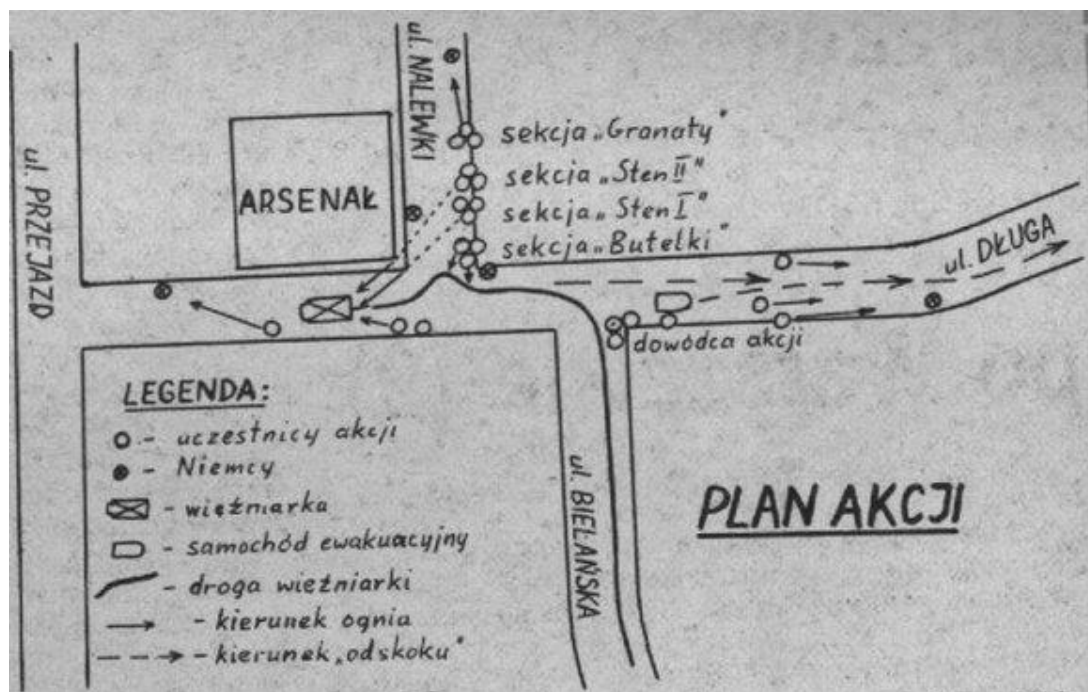 ul. NALEWKI
ul. PRZEJAZD
ARSENAŁ
sekcja „Granaty"
sekcja „Sten II"
sekcja „Sten I"
sekcja „Butelki"
ul. DŁUGA
dowódca akcji
ul. BIELAŃSKA
PLAN AKCJI
LEGENDA:
- uczestnicy akcji
- Niemcy
- więźniarka
- samochód ewakuacyjny
- droga więźniarki
- kierunek ognia
- kierunek „odskoku"